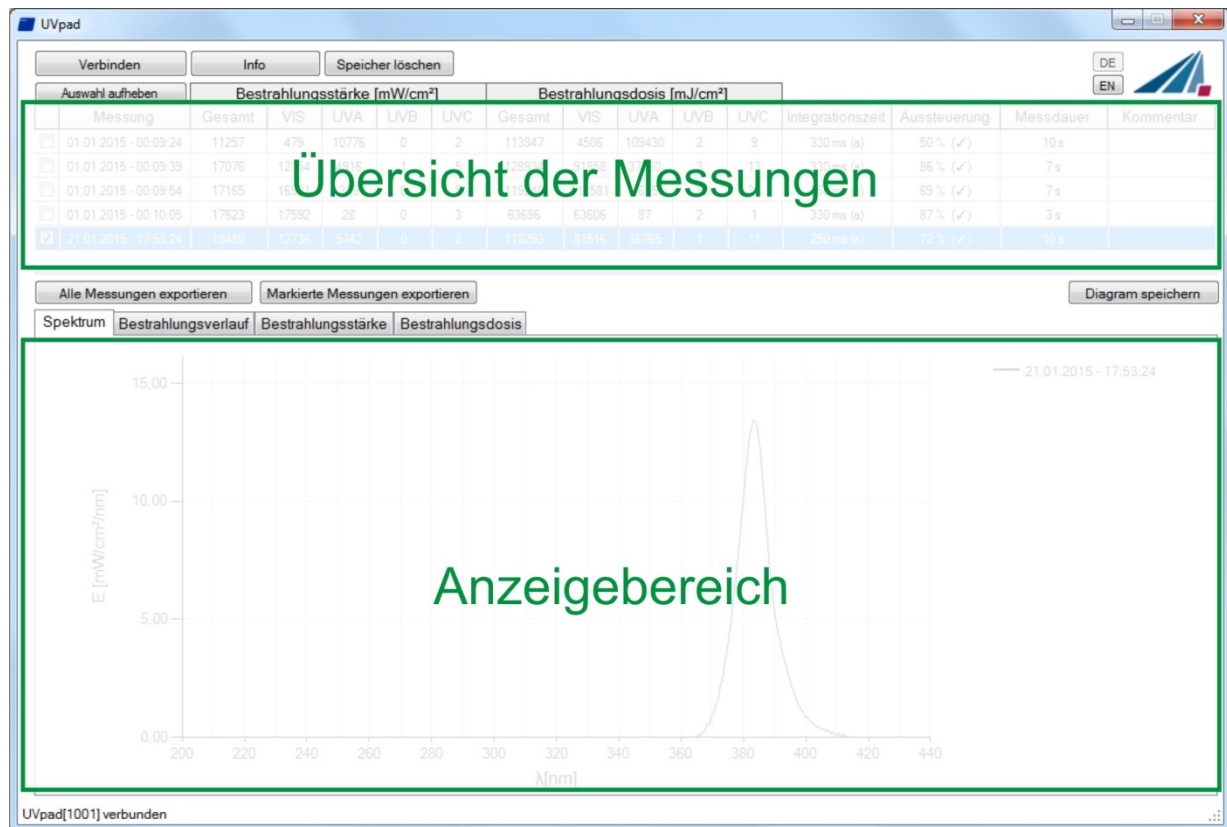 UVpad
Verbinden Info Speicher löschen DE
Auswahl aufheben Bestrahlungsstärke [mW/cm²] Bestrahlungsdosis [mJ/cm²] EN
Messung Gesamt VIS UVA UVB UVC Gesamt VIS UVA UVB UVC Integrationszeit Aussteuerung Messdauer Kommentar
01.01.2015 - 00:09:24 11257 479 10776 0 2 113947 4506 109430 2 9 330 ms (a) 50 % (✓) 10 s
01.01.2015 - 00:09:39 17076 330 ms (a) 86 % (✓) 7 s
01.01.2015 - 00:09:54 17165 69 % (✓) 7 s
01.01.2015 - 00:10:05 17623 17592 28 0 3 63696 63606 87 2 1 330 ms (a) 87 % (✓) 3 s
21.01.2015 - 17:53:24 18480 12736 5742 0 2 118293 81516 36765 1 11 250 ms (a) 72 % (✓) 10 s
Übersicht der Messungen
Alle Messungen exportieren Markierte Messungen exportieren Diagram speichern
Spektrum Bestrahlungsverlauf Bestrahlungsstärke Bestrahlungsdosis
21.01.2015 - 17:53:24
15,00
10,00
5,00
0,00
E [mW/cm²/nm]
Anzeigebereich
200 220 240 260 280 300 320 340 360 380 400 420 440
λ[nm]
UVpad[1001] verbunden